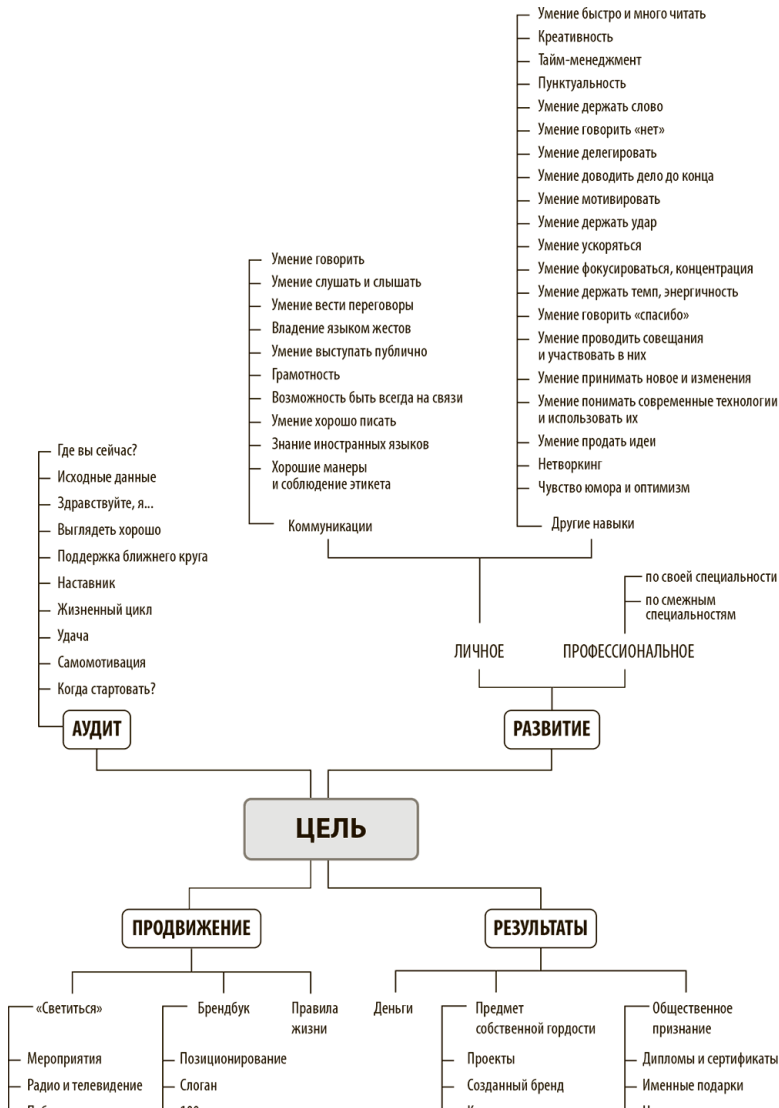 Умение быстро и много читать
Креативность
Тайм-менеджмент
Пунктуальность
Умение держать слово
Умение говорить «нет»
Умение делегировать
Умение доводить дело до конца
Умение мотивировать
Умение держать удар
Умение ускоряться
Умение фокусироваться, концентрация
Умение держать темп, энергичность
Умение говорить «спасибо»
Умение проводить совещания
и участвовать в них
Умение принимать новое и изменения
Умение понимать современные технологии
и использовать их
Умение продать идеи
Нетворкинг
Чувство юмора и оптимизм
Другие навыки
Умение говорить
Умение слушать и слышать
Умение вести переговоры
Владение языком жестов
Умение выступать публично
Грамотность
Возможность быть всегда на связи
Умение хорошо писать
Знание иностранных языков
Хорошие манеры
и соблюдение этикета
Коммуникации
Где вы сейчас?
Исходные данные
Здравствуйте, я...
Выглядеть хорошо
Поддержка ближнего круга
Наставник
Жизненный цикл
Удача
Самомотивация
Когда стартовать?
АУДИТ
по своей специальности
по смежным
специальностям
ЛИЧНОЕ
ПРОФЕССИОНАЛЬНОЕ
РАЗВИТИЕ
ЦЕЛЬ
ПРОДВИЖЕНИЕ
РЕЗУЛЬТАТЫ
«Светиться»
Мероприятия
Радио и телевидение
Брендбук
Позиционирование
Слоган
Правила
жизни
Деньги
Предмет
собственной гордости
Проекты
Созданный бренд
Общественное
признание
Дипломы и сертификаты
Именные подарки